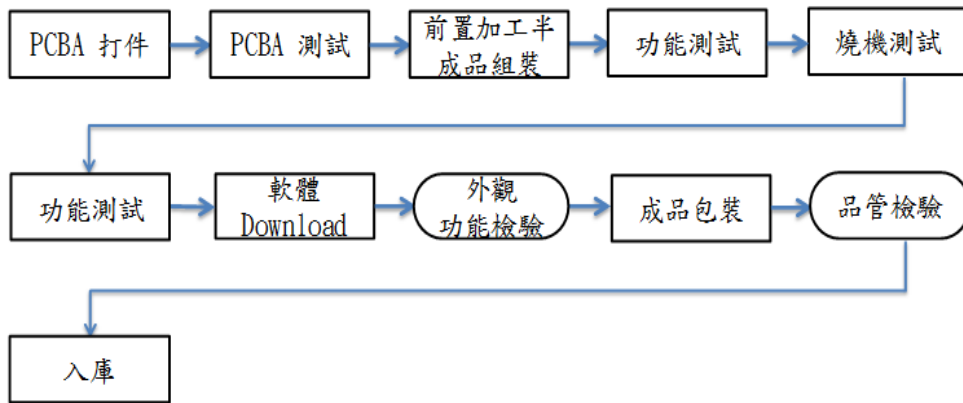 PCBA 打件
PCBA 測試
前置加工半
成品組裝
功能測試
燒機測試
功能測試
軟體
Download
外觀
功能檢驗
成品包裝
品管檢驗
入庫